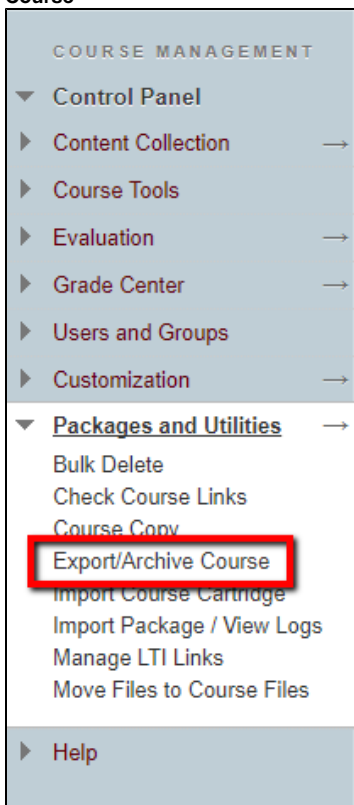 Course
COURSE MANAGEMENT
Control Panel
Content Collection
Course Tools
Evaluation
Grade Center
Users and Groups
Customization
Packages and Utilities
Bulk Delete
Check Course Links
Course Copy
Export/Archive Course
Import Course Cartridge
Import Package / View Logs
Manage LTI Links
Move Files to Course Files
Help